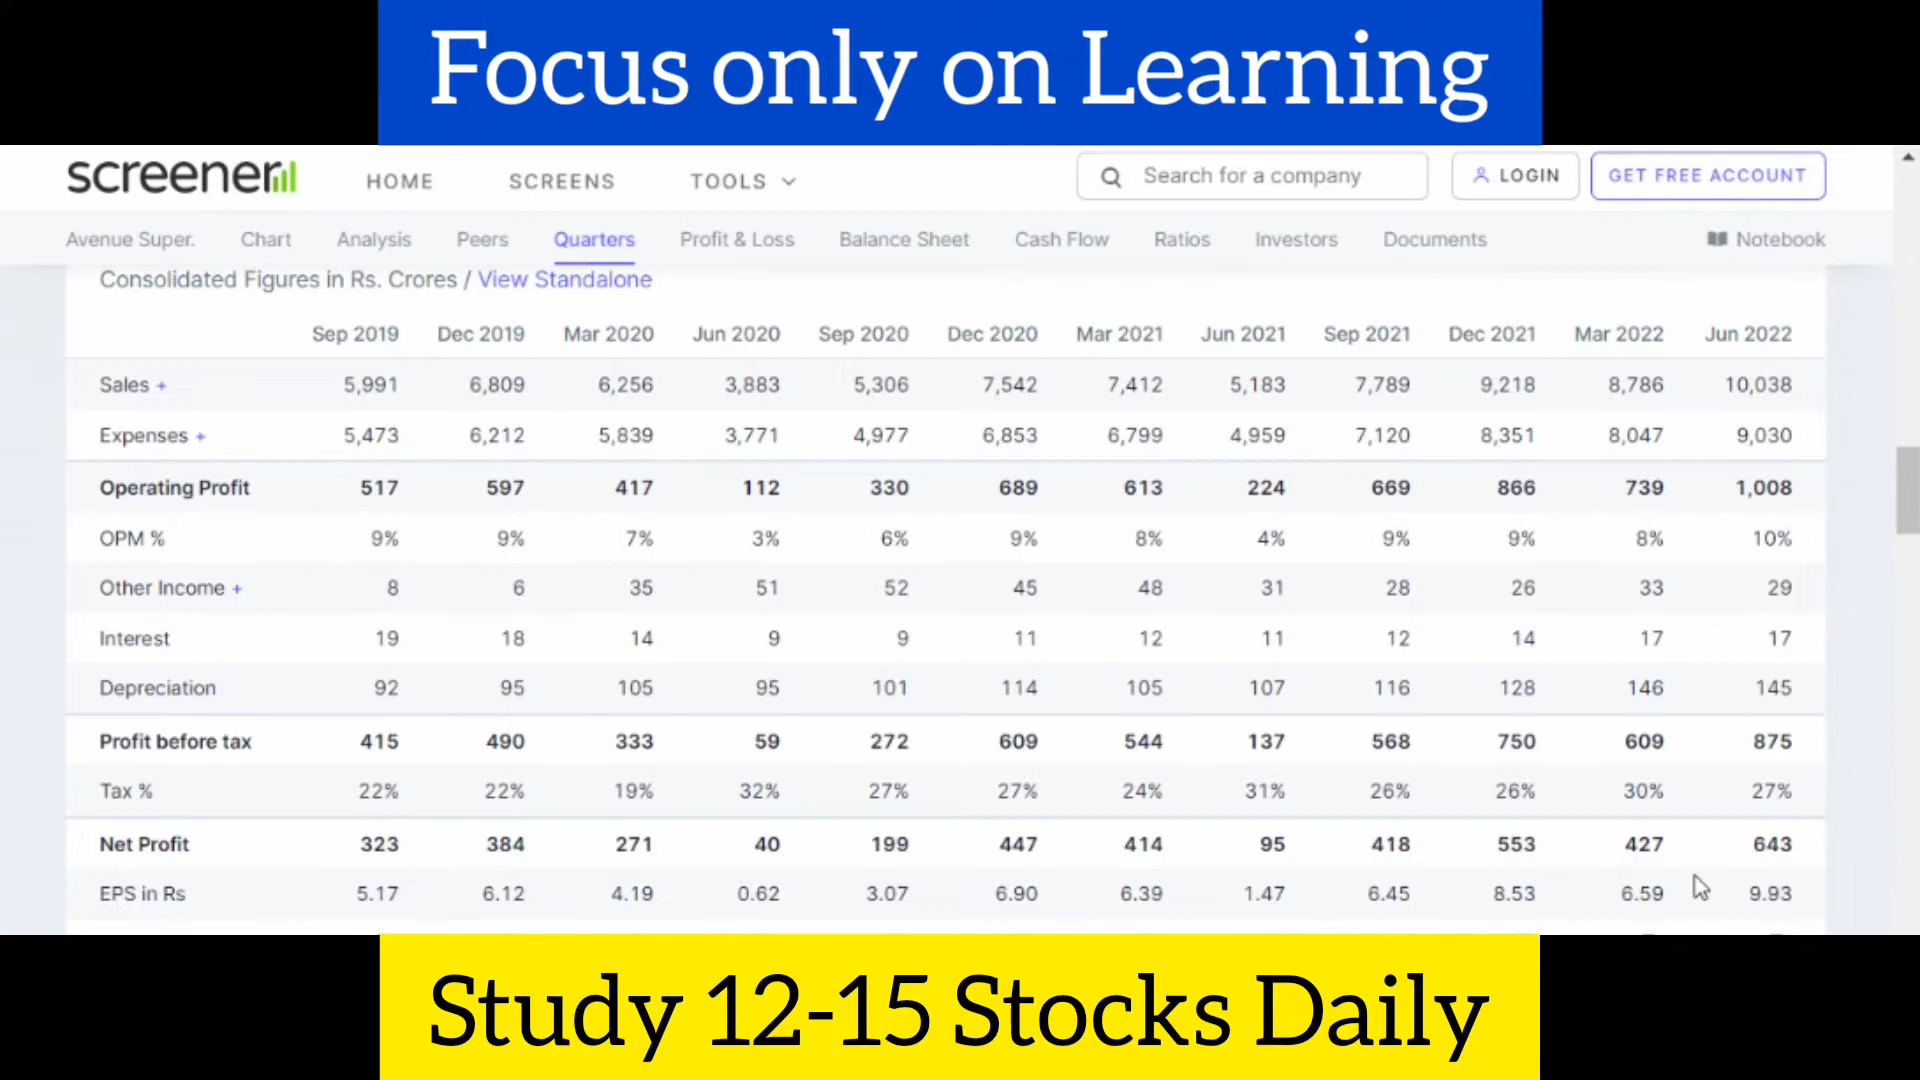 Focus only on Learning
screener HOME SCREENS TOOLS Search for a company LOGIN GET FREE ACCOUNT
Avenue Super. Chart Analysis Peers Quarters Profit & Loss Balance Sheet Cash Flow Ratios Investors Documents Notebook
Consolidated Figures in Rs. Crores / View Standalone
Sep 2019 Dec 2019 Mar 2020 Jun 2020 Sep 2020 Dec 2020 Mar 2021 Jun 2021 Sep 2021 Dec 2021 Mar 2022 Jun 2022
Sales + 5,991 6,809 6,256 3,883 5,306 7,542 7,412 5,183 7,789 9,218 8,786 10,038
Expenses + 5,473 6,212 5,839 3,771 4,977 6,853 6,799 4,959 7,120 8,351 8,047 9,030
Operating Profit 517 597 417 112 330 689 613 224 669 866 739 1,008
OPM % 9% 9% 7% 3% 6% 9% 8% 4% 9% 9% 8% 10%
Other Income + 8 6 35 51 52 45 48 31 28 26 33 29
Interest 19 18 14 9 9 11 12 11 12 14 17 17
Depreciation 92 95 105 95 101 114 105 107 116 128 146 145
Profit before tax 415 490 333 59 272 609 544 137 568 750 609 875
Tax % 22% 22% 19% 32% 27% 27% 24% 31% 26% 26% 30% 27%
Net Profit 323 384 271 40 199 447 414 95 418 553 427 643
EPS in Rs 5.17 6.12 4.19 0.62 3.07 6.90 6.39 1.47 6.45 8.53 6.59 9.93
Study 12-15 Stocks Daily